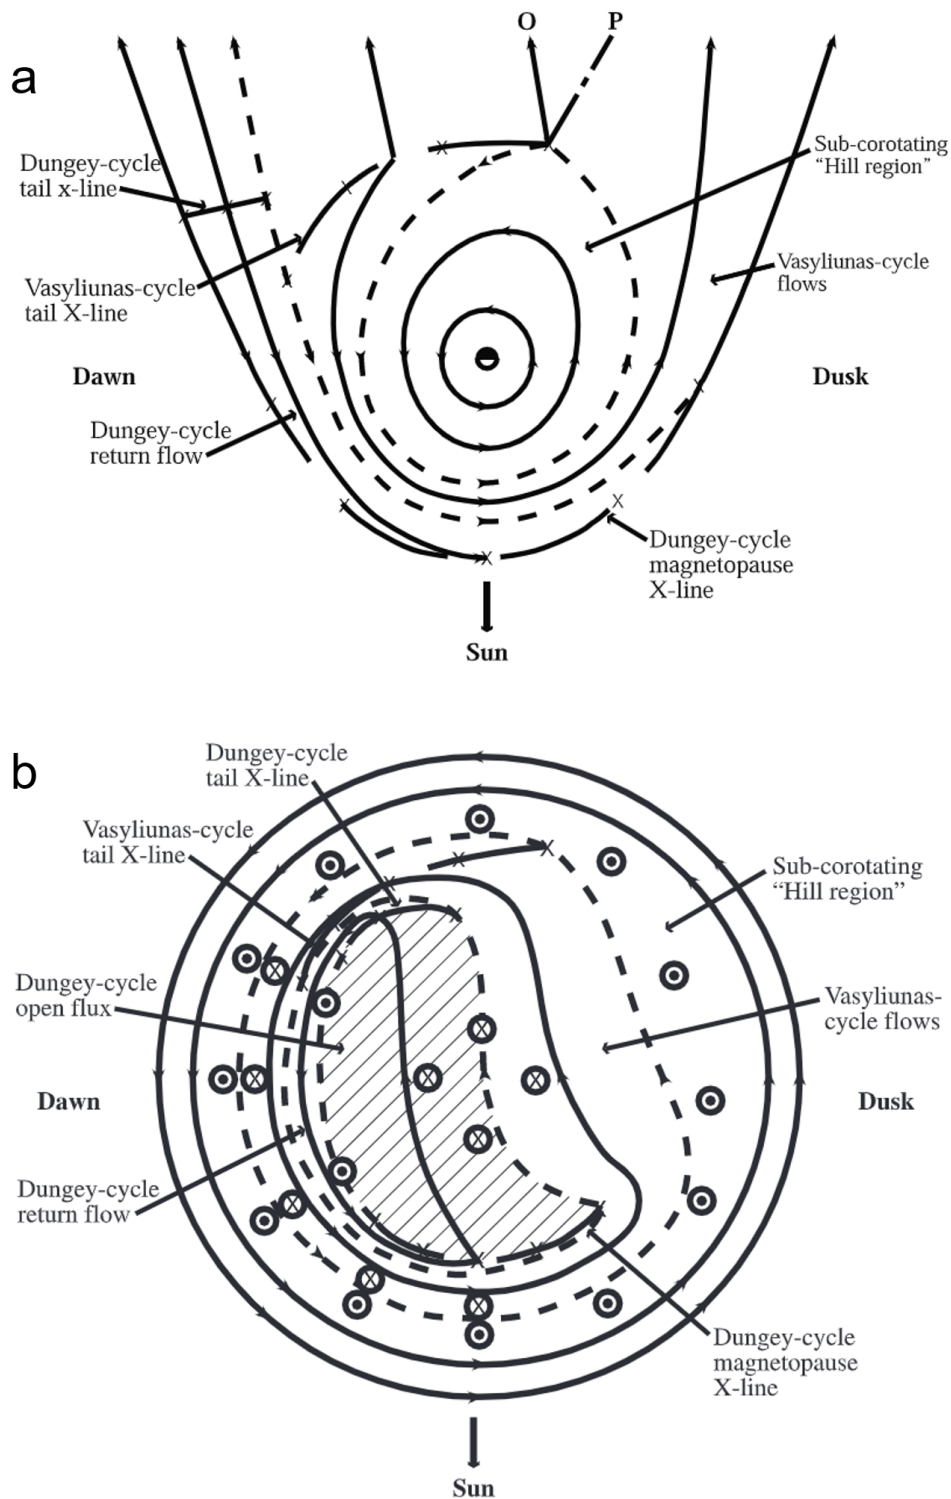 a
O
P
Dungey-cycle
tail x-line
Sub-corotating
“Hill region”
Vasyliunas-cycle
flows
Vasyliunas-cycle
tail X-line
Dawn
Dusk
Dungey-cycle
return flow
Dungey-cycle
magnetopause
X-line
Sun
b
Dungey-cycle
tail X-line
Vasyliunas-cycle
tail X-line
Sub-corotating
“Hill region”
Dungey-cycle
open flux
Vasyliunas-
cycle flows
Dawn
Dusk
Dungey-cycle
return flow
Dungey-cycle
magnetopause
X-line
Sun